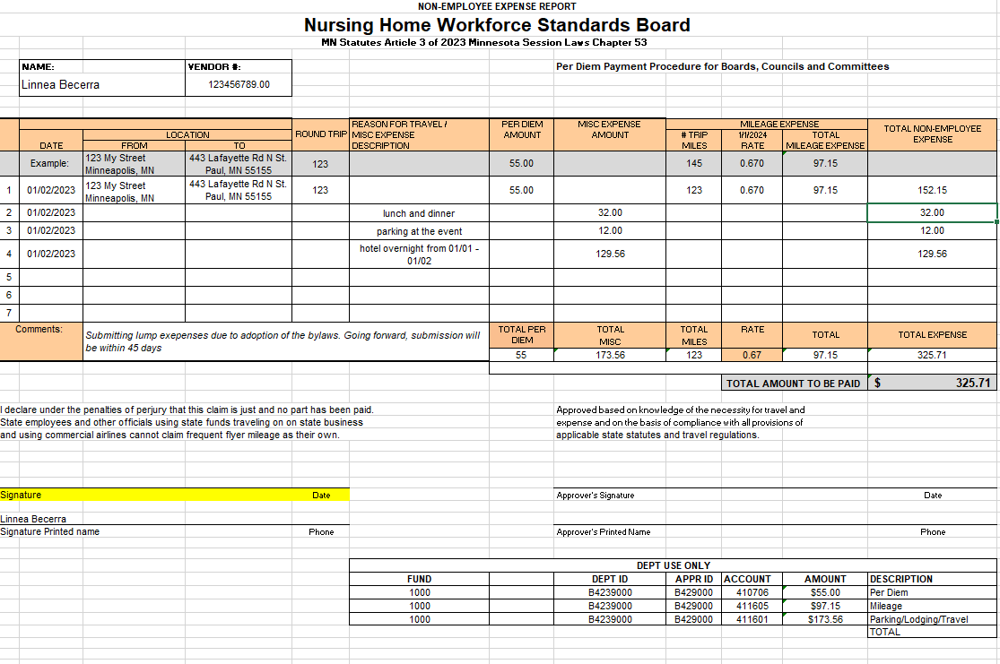 NON-EMPLOYEE EXPENSE REPORT
Nursing Home Workforce Standards Board
MN Statutes Article 3 of 2023 Minnesota Session Laws Chapter 53
NAME: VENDOR #:
Linnea Becerra 123456789.00
Per Diem Payment Procedure for Boards, Councils and Committees
DATE LOCATION FROM TO ROUND TRIP REASON FOR TRAVEL / MISC EXPENSE DESCRIPTION PER DIEM AMOUNT MISC EXPENSE AMOUNT MILEAGE EXPENSE # TRIP MILES 1/1/2024 RATE TOTAL MILEAGE EXPENSE TOTAL NON-EMPLOYEE EXPENSE
Example: 123 My Street Minneapolis, MN 443 Lafayette Rd N St. Paul, MN 55155 123 55.00 145 0.670 97.15
1 01/02/2023 123 My Street Minneapolis, MN 443 Lafayette Rd N St. Paul, MN 55155 123 55.00 123 0.670 97.15 152.15
2 01/02/2023 lunch and dinner 32.00 32.00
3 01/02/2023 parking at the event 12.00 12.00
4 01/02/2023 hotel overnight from 01/01 - 01/02 129.56 129.56
5
6
7
Comments: Submitting lump exepenses due to adoption of the bylaws. Going forward, submission will
be within 45 days
TOTAL PER DIEM TOTAL MISC TOTAL MILES RATE TOTAL TOTAL EXPENSE
55 173.56 123 0.67 97.15 325.71
TOTAL AMOUNT TO BE PAID $ 325.71
I declare under the penalties of perjury that this claim is just and no part has been paid.
State employees and other officials using state funds traveling on on state business
and using commercial airlines cannot claim frequent flyer mileage as their own.
Approved based on knowledge of the necessity for travel and
expense and on the basis of compliance with all provisions of
applicable state statutes and travel regulations.
Signature Date
Approver's Signature Date
Linnea Becerra
Signature Printed name Phone
Approver's Printed Name Phone
DEPT USE ONLY
FUND DEPT ID APPR ID ACCOUNT AMOUNT DESCRIPTION
1000 B4239000 B429000 410706 $55.00 Per Diem
1000 B4239000 B429000 411605 $97.15 Mileage
1000 B4239000 B429000 411601 $173.56 Parking/Lodging/Travel
TOTAL